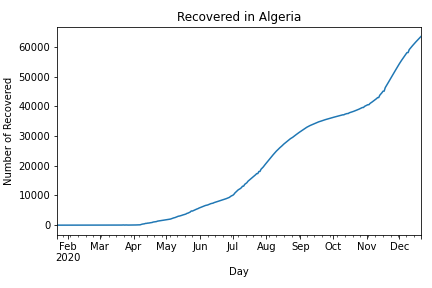 Recovered in Algeria
Number of Recovered
60000
50000
40000
30000
20000
10000
0
Feb Mar Apr May Jun Jul Aug Sep Oct Nov Dec
2020
Day